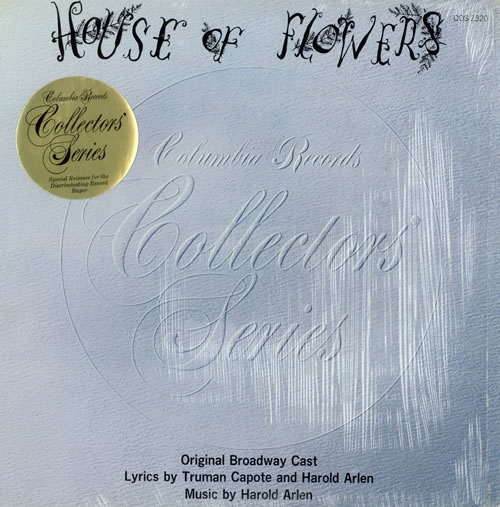 HOUSE OF FLOWERS
COS 2320
Columbia Records
Collectors'
Series
Special Reissues for the
Discriminating Record
Buyer
Columbia Records
Collectors'
Series
Original Broadway Cast
Lyrics by Truman Capote and Harold Arlen
Music by Harold Arlen